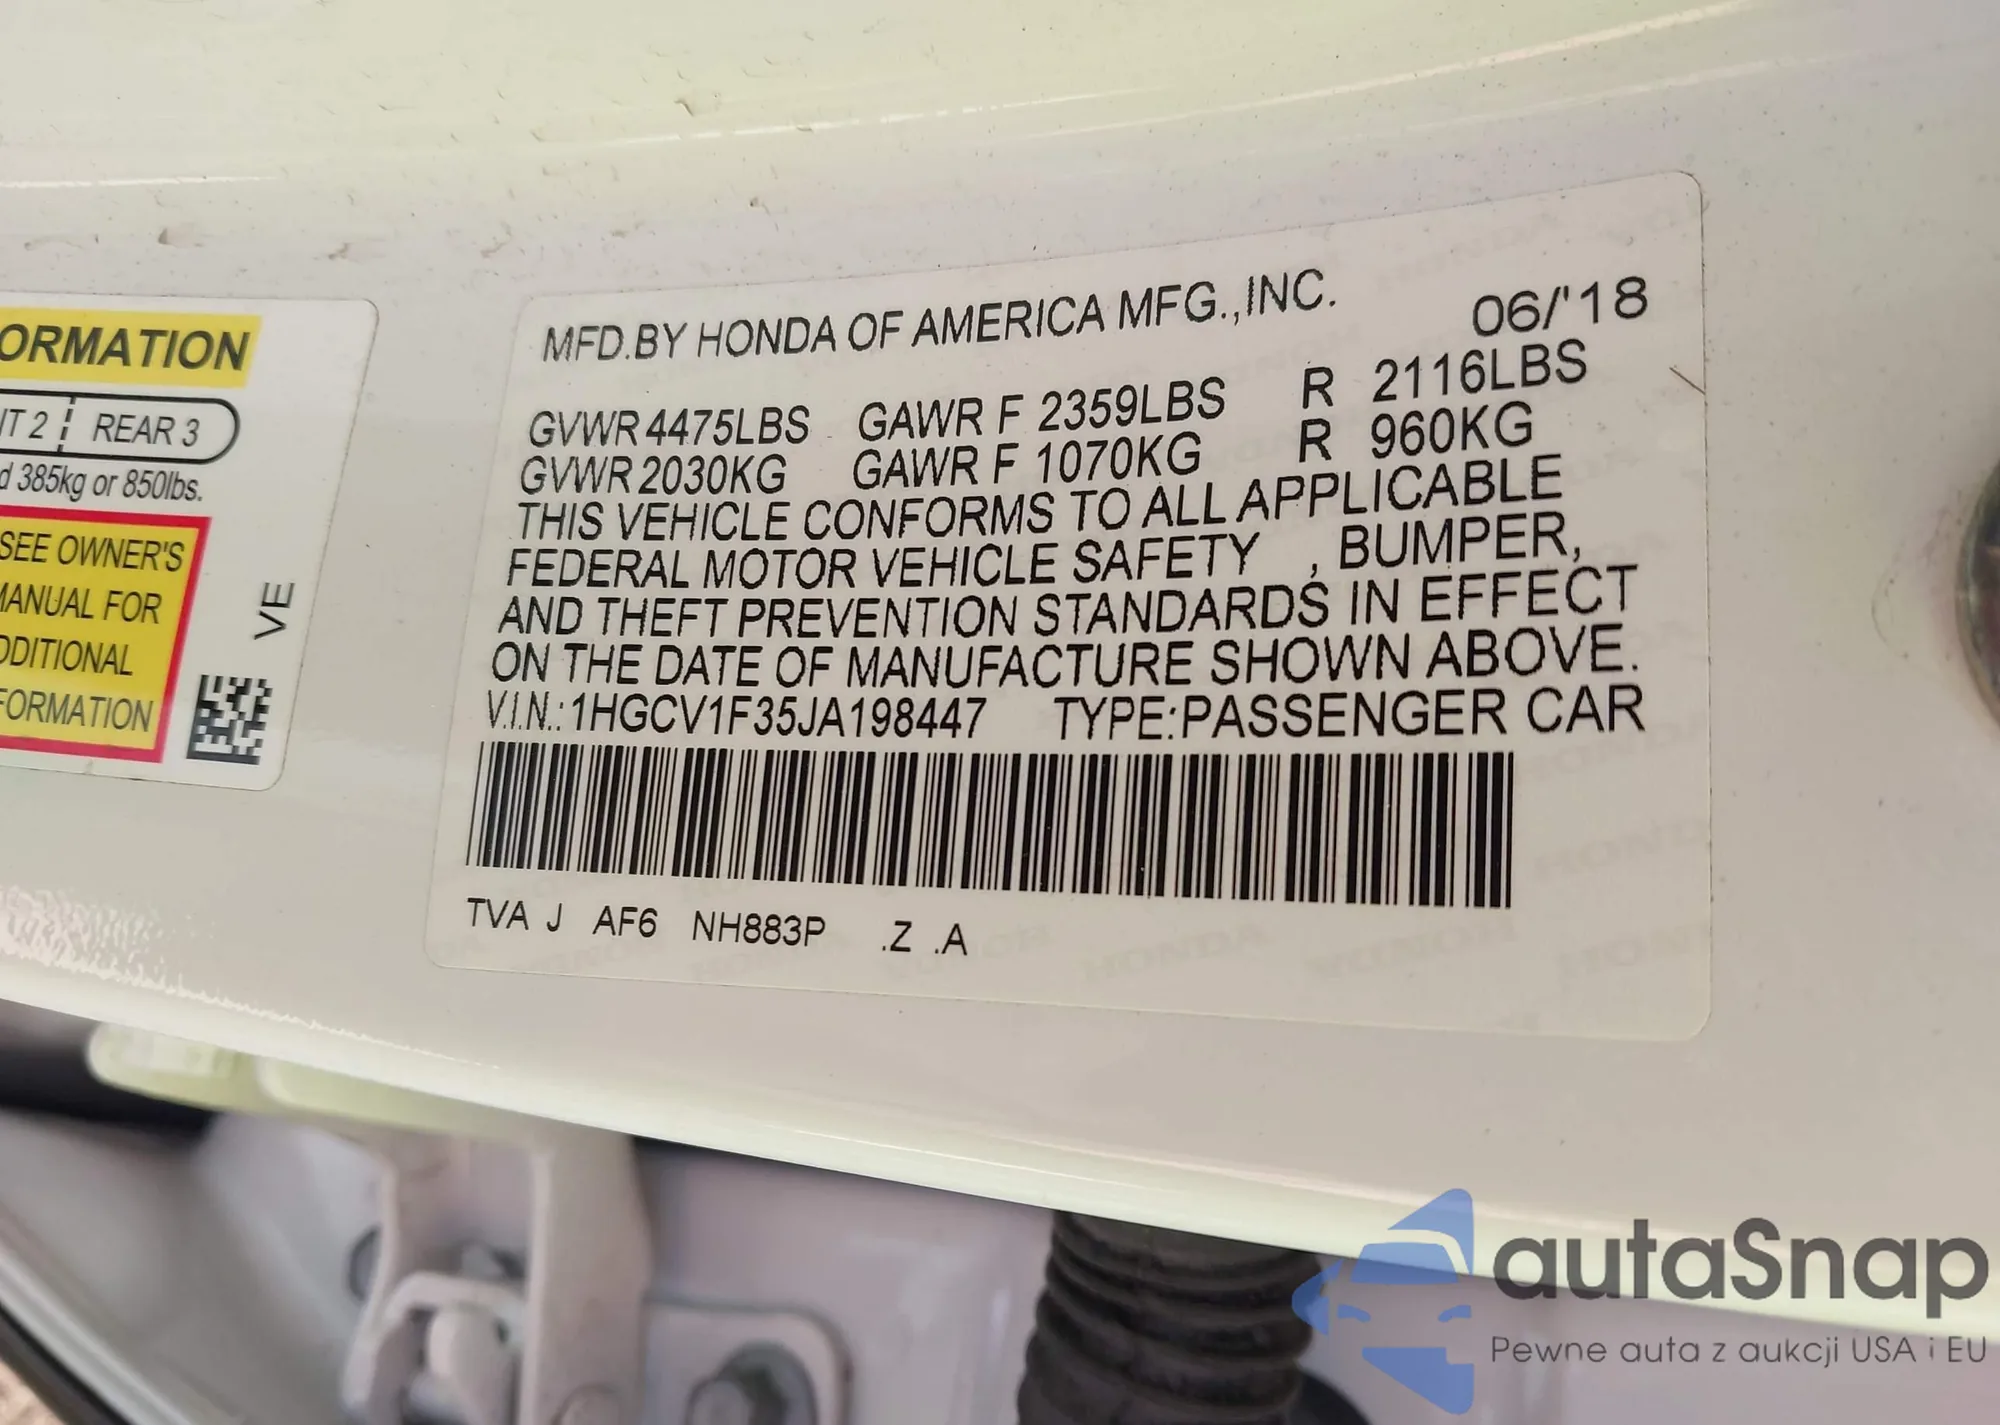 ORMATION
IT 2
REAR 3
d 385kg or 850lbs.
SEE OWNER'S
MANUAL FOR
DDITIONAL
FORMATION
VE
MFD.BY HONDA OF AMERICA MFG.,INC. 06/'18
GVWR 4475LBS GAWR F 2359LBS R 2116LBS
GVWR 2030KG GAWR F 1070KG R 960KG
THIS VEHICLE CONFORMS TO ALL APPLICABLE
FEDERAL MOTOR VEHICLE SAFETY , BUMPER,
AND THEFT PREVENTION STANDARDS IN EFFECT
ON THE DATE OF MANUFACTURE SHOWN ABOVE.
V.I.N.: 1HGCV1F35JA198447 TYPE:PASSENGER CAR
TVA J AF6 NH883P .Z .A
autaSnap
Pewne auta z aukcji USA i EU